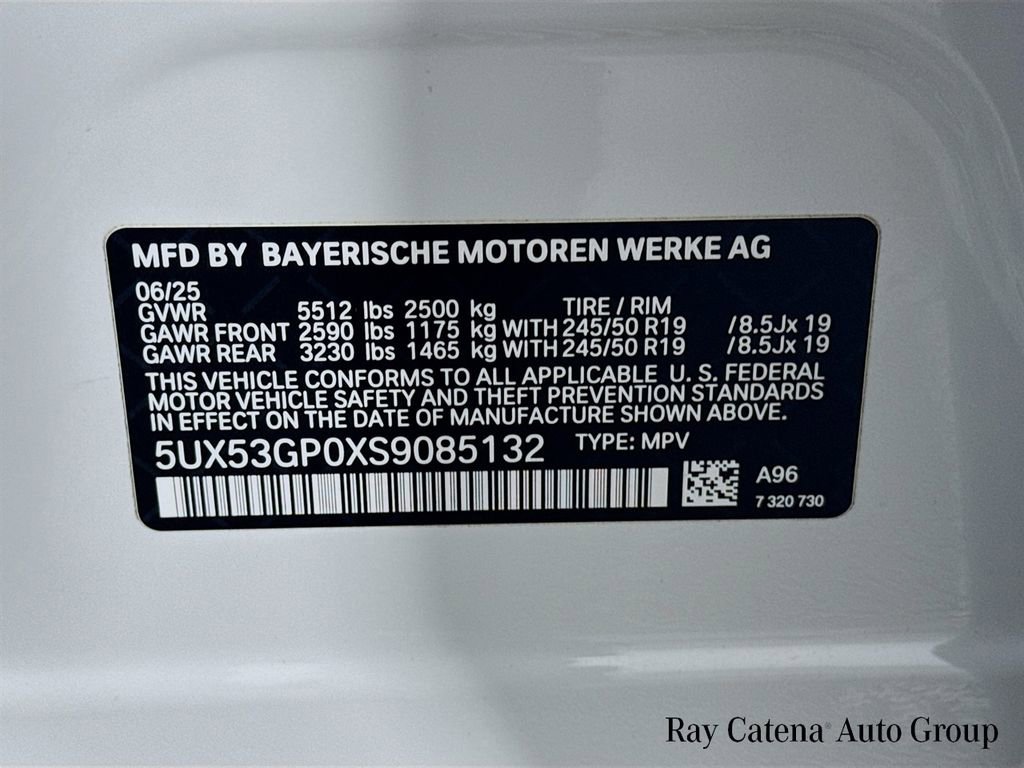 MFD BY BAYERISCHE MOTOREN WERKE AG
06/25
GVWR 5512 lbs 2500 kg TIRE / RIM
GAWR FRONT 2590 lbs 1175 kg WITH 245/50 R19 /8.5Jx 19
GAWR REAR 3230 lbs 1465 kg WITH 245/50 R19 /8.5Jx 19
THIS VEHICLE CONFORMS TO ALL APPLICABLE U. S. FEDERAL
MOTOR VEHICLE SAFETY AND THEFT PREVENTION STANDARDS
IN EFFECT ON THE DATE OF MANUFACTURE SHOWN ABOVE.
5UX53GP0XS9085132 TYPE: MPV
A96
7 320 730
Ray Catena® Auto Group